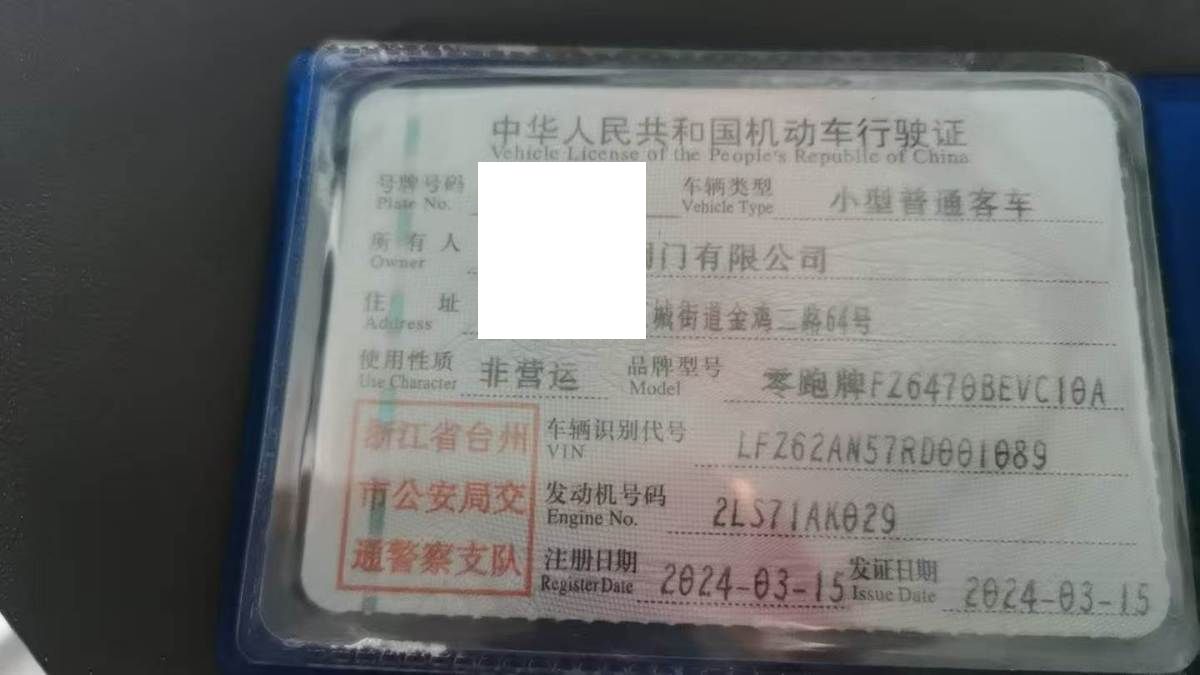 中华人民共和国机动车行驶证
Vehicle License of the People's Republic of China
号牌号码 车辆类型 小型普通客车
Plate No. Vehicle Type
所有人 门有限公司
Owner
住址 城街道金湾二路64号
Address
使用性质 非营运 品牌型号 零跑牌FZ6470BEVC10A
Use Character Model
浙江省台州 车辆识别代号 LFZ62AN57RD001089
VIN
市公安局交 发动机号码 2LS71AK029
Engine No.
通警察支队 注册日期 2024-03-15 发证日期 2024-03-15
Register Date Issue Date